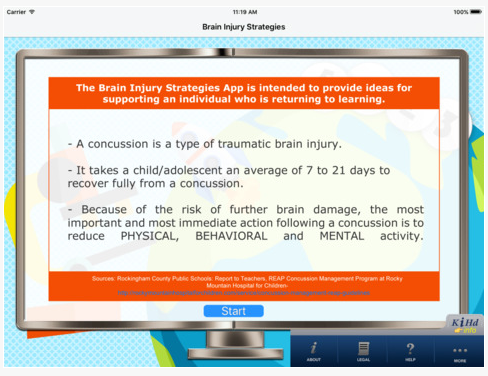 Carrier 11:19 AM 100%
Brain Injury Strategies
The Brain Injury Strategies App is intended to provide ideas for
supporting an individual who is returning to learning.
- A concussion is a type of traumatic brain injury.
- It takes a child/adolescent an average of 7 to 21 days to
recover fully from a concussion.
- Because of the risk of further brain damage, the most
important and most immediate action following a concussion is to
reduce PHYSICAL, BEHAVIORAL and MENTAL activity.
Sources: Rockingham County Public Schools: Report to Teachers, REAP Concussion Management Program at Rocky
Mountain Hospital for Children-
Start
KiHd
INFO
ABOUT LEGAL HELP MORE